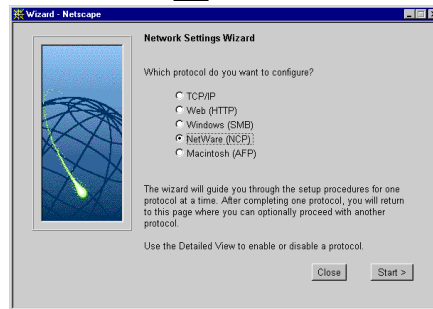 Wizard - Netscape
Network Settings Wizard
Which protocol do you want to configure?
TCP/IP
Web (HTTP)
Windows (SMB)
NetWare (NCP)
Macintosh (AFP)
The wizard will guide you through the setup procedures for one
protocol at a time. After completing one protocol, you will return
to this page where you can optionally proceed with another
protocol.
Use the Detailed View to enable or disable a protocol.
Close
Start >